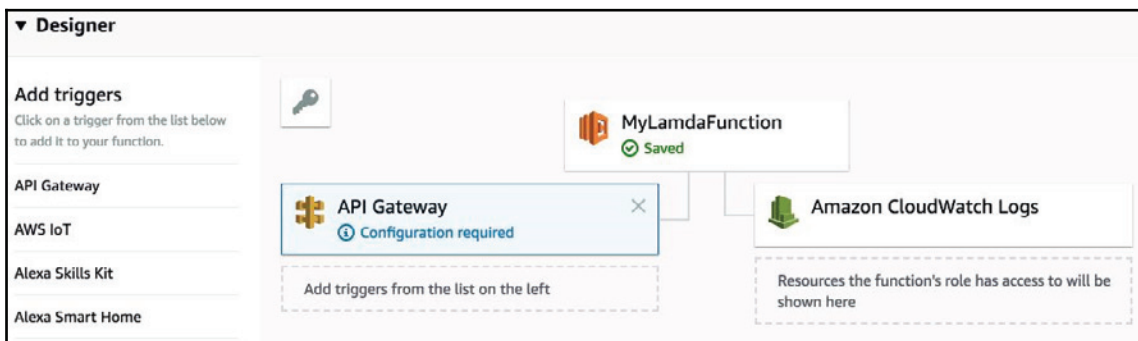 ▼ Designer
Add triggers
Click on a trigger from the list below
to add it to your function.
API Gateway
AWS IoT
Alexa Skills Kit
Alexa Smart Home
MyLamdaFunction
Saved
API Gateway
Configuration required
Add triggers from the list on the left
Amazon CloudWatch Logs
Resources the function's role has access to will be
shown here